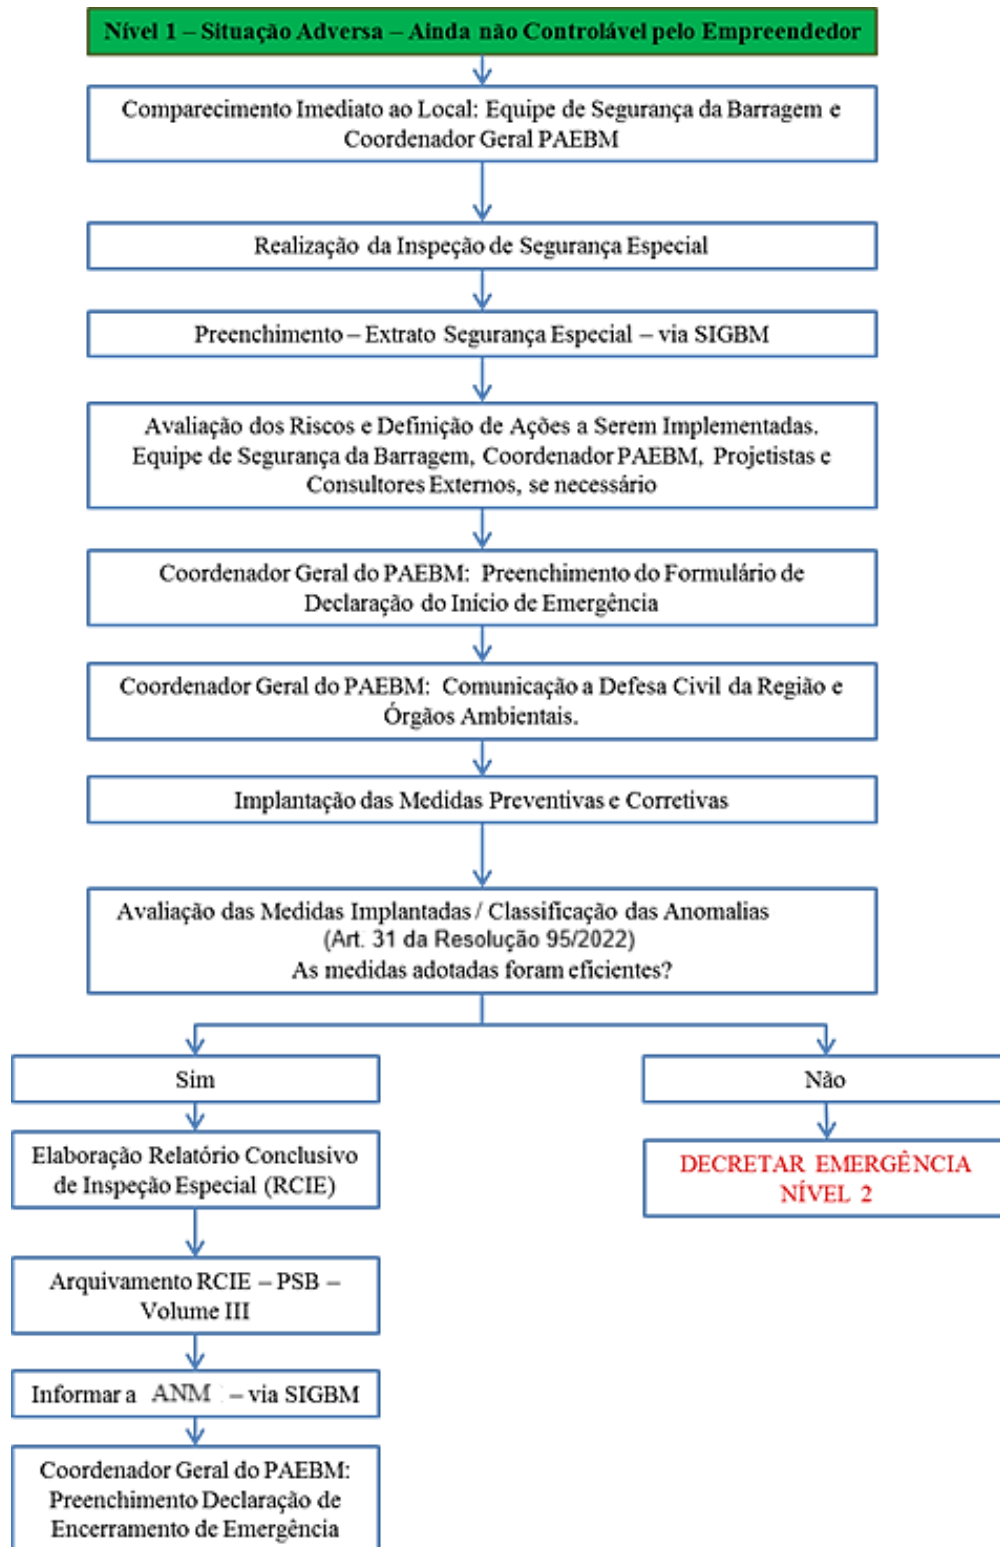 Nível 1 – Situação Adversa – Ainda não Controlável pelo Empreendedor
Comparecimento Imediato ao Local: Equipe de Segurança da Barragem e
Coordenador Geral PAEBM
Realização da Inspeção de Segurança Especial
Preenchimento – Extrato Segurança Especial – via SIGBM
Avaliação dos Riscos e Definição de Ações a Serem Implementadas.
Equipe de Segurança da Barragem, Coordenador PAEBM, Projetistas e
Consultores Externos, se necessário
Coordenador Geral do PAEBM: Preenchimento do Formulário de
Declaração do Início de Emergência
Coordenador Geral do PAEBM: Comunicação a Defesa Civil da Região e
Órgãos Ambientais.
Implantação das Medidas Preventivas e Corretivas
Avaliação das Medidas Implantadas / Classificação das Anomalias
(Art. 31 da Resolução 95/2022)
As medidas adotadas foram eficientes?
Sim
Elaboração Relatório Conclusivo
de Inspeção Especial (RCIE)
Arquivamento RCIE – PSB –
Volume III
Informar a ANM – via SIGBM
Coordenador Geral do PAEBM:
Preenchimento Declaração de
Encerramento de Emergência
Não
DECRETAR EMERGÊNCIA
NÍVEL 2